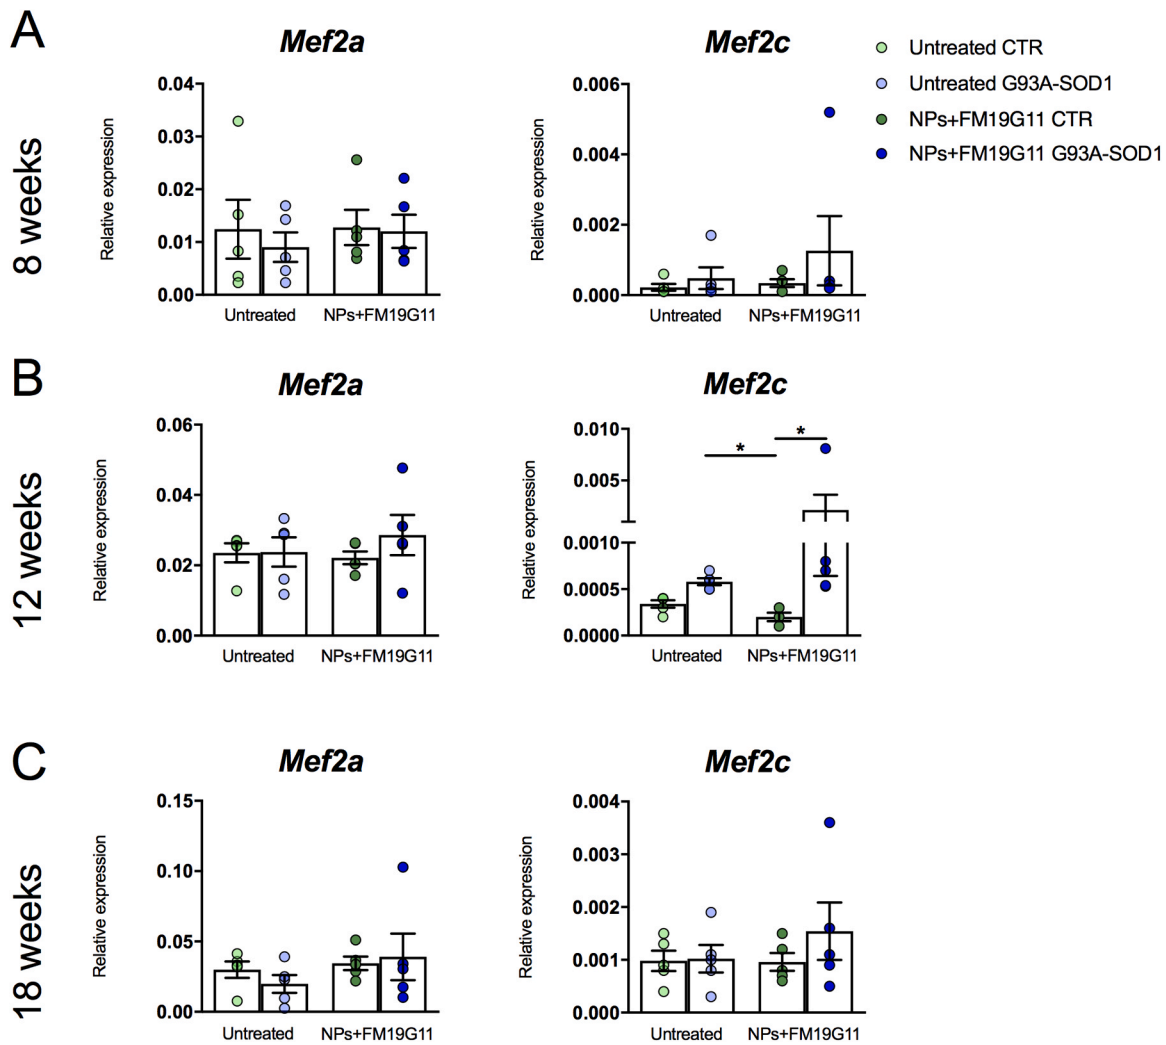 A
8 weeks
Mef2a
Relative expression
0.04
0.03
0.02
0.01
0.00
Untreated
NPs+FM19G11
Mef2c
Relative expression
0.006
0.004
0.002
0.000
Untreated
NPs+FM19G11
Untreated CTR
Untreated G93A-SOD1
NPs+FM19G11 CTR
NPs+FM19G11 G93A-SOD1
B
12 weeks
Mef2a
Relative expression
0.06
0.04
0.02
0.00
Untreated
NPs+FM19G11
Mef2c
Relative expression
0.010
0.005
0.0010
0.0005
0.0000
*
*
Untreated
NPs+FM19G11
C
18 weeks
Mef2a
Relative expression
0.15
0.10
0.05
0.00
Untreated
NPs+FM19G11
Mef2c
Relative expression
0.004
0.003
0.002
0.001
0.000
Untreated
NPs+FM19G11